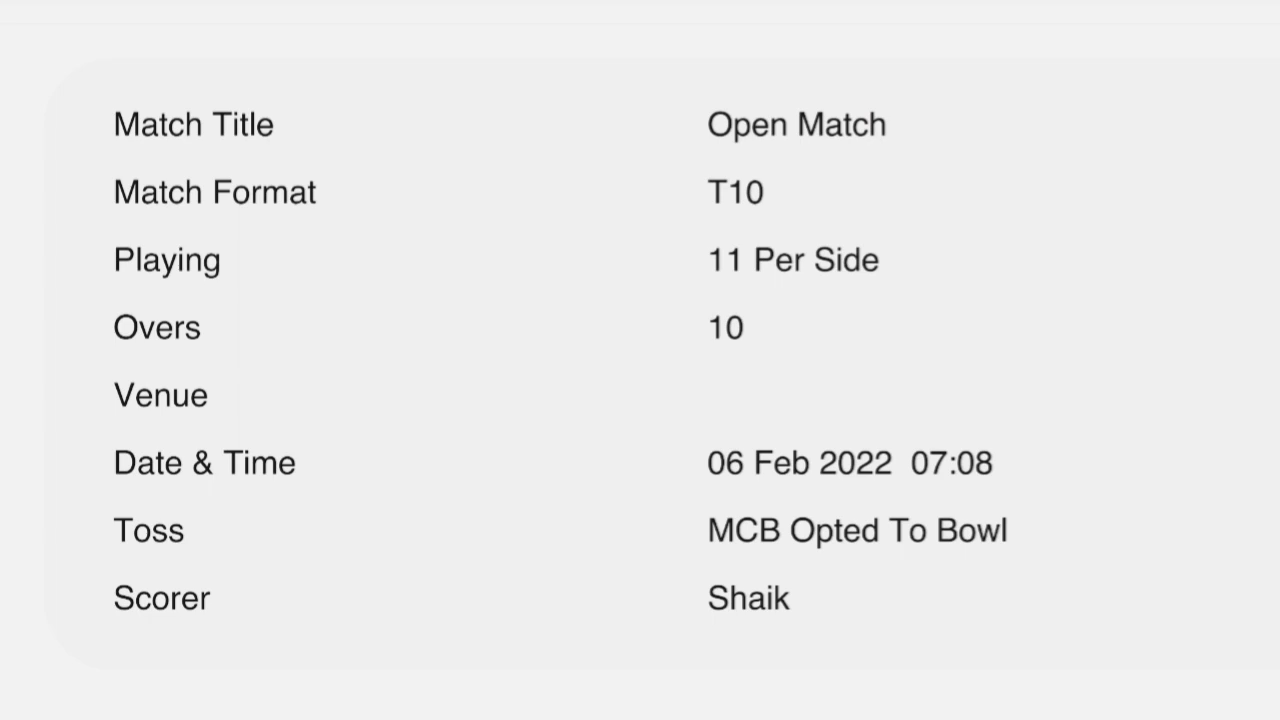 Match Title Open Match
Match Format T10
Playing 11 Per Side
Overs 10
Venue
Date & Time 06 Feb 2022 07:08
Toss MCB Opted To Bowl
Scorer Shaik